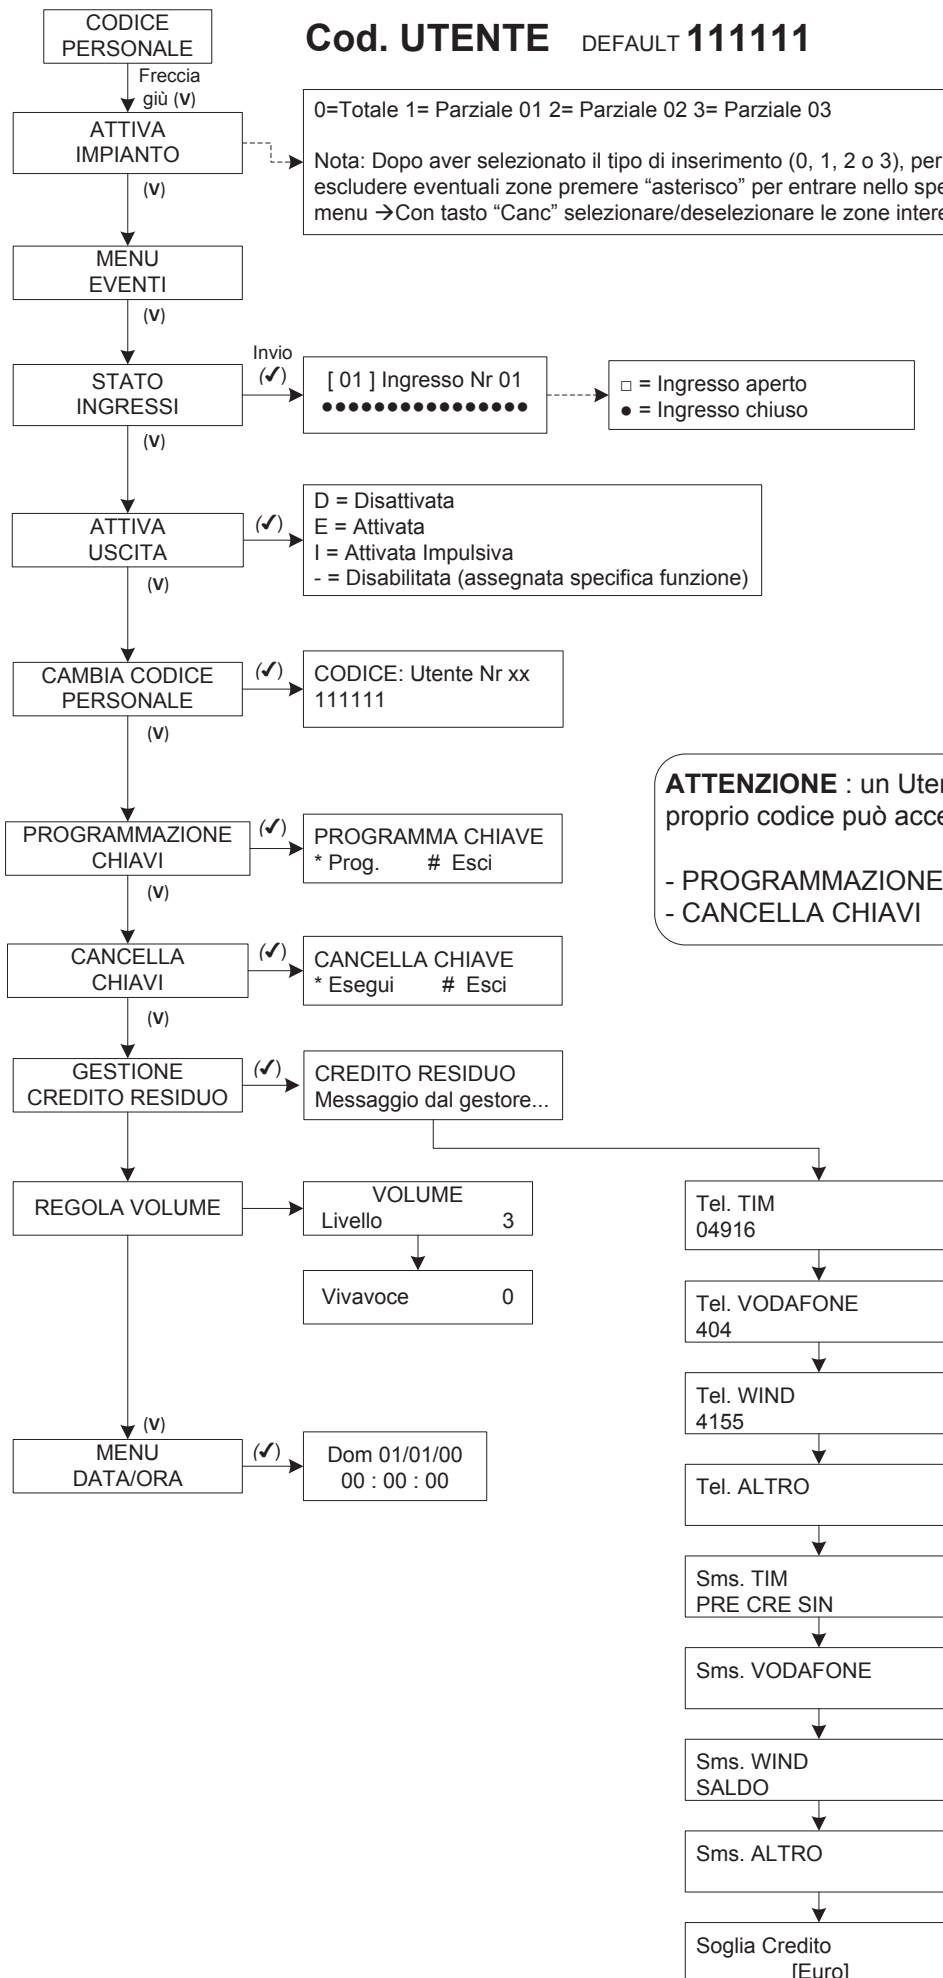 CODICE
PERSONALE
Cod. UTENTE DEFAULT 111111
Freccia
giù (V)
ATTIVA
IMPIANTO
0=Totale 1= Parziale 01 2= Parziale 02 3= Parziale 03
Nota: Dopo aver selezionato il tipo di inserimento (0, 1, 2 o 3), per
escludere eventuali zone premere “asterisco” per entrare nello
menu →Con tasto “Canc” selezionare/deselezionare le zone
(V)
MENU
EVENTI
(V)
STATO
INGRESSI
Invio
(✓)
[ 01 ] Ingresso Nr 01
●●●●●●●●●●●●●●●●
□ = Ingresso aperto
● = Ingresso chiuso
(V)
ATTIVA
USCITA
(✓)
D = Disattivata
E = Attivata
I = Attivata Impulsiva
- = Disabilitata (assegnata specifica funzione)
(V)
CAMBIA CODICE
PERSONALE
(✓)
CODICE: Utente Nr xx
111111
(V)
ATTENZIONE : un
proprio codice può
- PROGRAMMAZIONE
- CANCELLA CHIAVI
PROGRAMMAZIONE
CHIAVI
(✓)
PROGRAMMA CHIAVE
* Prog. # Esci
(V)
CANCELLA
CHIAVI
(✓)
CANCELLA CHIAVE
* Esegui # Esci
(V)
GESTIONE
CREDITO RESIDUO
(✓)
CREDITO RESIDUO
Messaggio dal gestore...
REGOLA VOLUME
VOLUME
Livello 3
Vivavoce 0
(V)
MENU
DATA/ORA
(✓)
Dom 01/01/00
00 : 00 : 00
Tel. TIM
04916
Tel. VODAFONE
404
Tel. WIND
4155
Tel. ALTRO
Sms. TIM
PRE CRE SIN
Sms. VODAFONE
Sms. WIND
SALDO
Sms. ALTRO
Soglia Credito
[Euro]